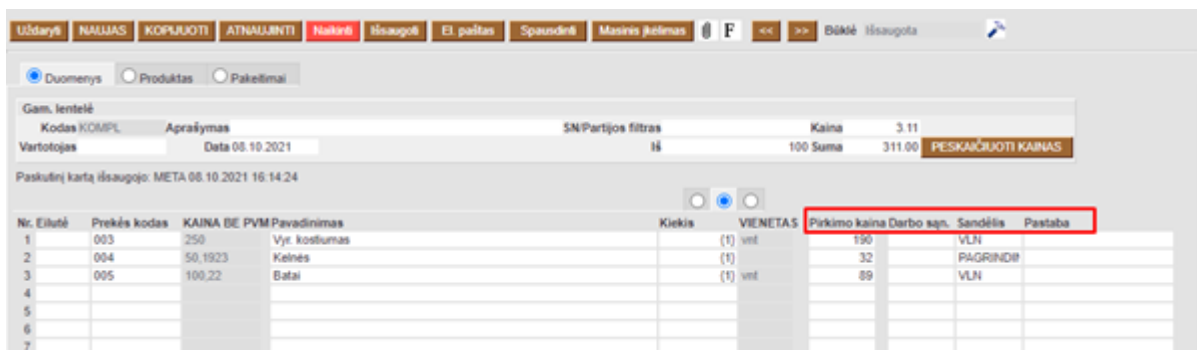 Uždaryti NAUJAS KOPIJUOTI ATNAUJINTI Naikinti Išsaugoti El. paštas Spausdinti Masinis įkėlimas F << >> Būklė Išsaugota
Duomenys Produktas Pakeitimai
Gam. lentelė
Kodas KOMPL Aprašymas SN/Partijos filtras Kaina 3.11
Vartotojas Data 08.10.2021 Iš 100 Suma 311.00 PESKAIČIUOTI KAINAS
Paskutinį kartą išsaugojo: META 08.10.2021 16:14:24
Nr. Eilutė Prekės kodas KAINA BE PVM Pavadinimas Kiekis VIENETAS Pirkimo kaina Darbo sąn. Sandėlis Pastaba
1 003 250 Vyr. kostiumas (1) vnt 190 VLN
2 004 50,1923 Kelnės (1) 32 PAGRINDIN
3 005 100,22 Batai (1) vnt 89 VLN
4
5
6
7